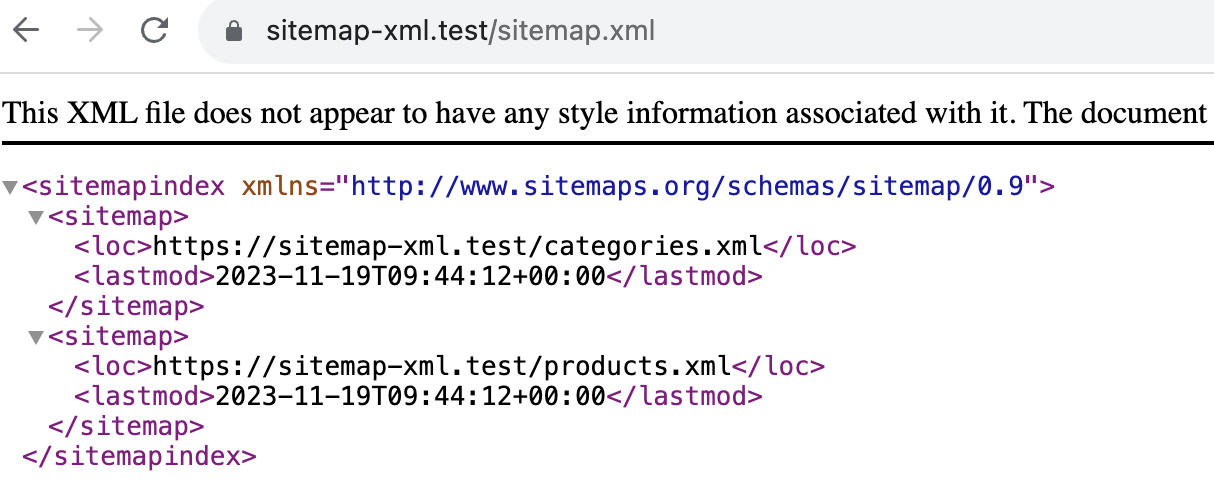 sitemap-xml.test/sitemap.xml
This XML file does not appear to have any style information associated with it. The document
<sitemapindex xmlns="http://www.sitemaps.org/schemas/sitemap/0.9">
<sitemap>
<loc>https://sitemap-xml.test/categories.xml</loc>
<lastmod>2023-11-19T09:44:12+00:00</lastmod>
</sitemap>
<sitemap>
<loc>https://sitemap-xml.test/products.xml</loc>
<lastmod>2023-11-19T09:44:12+00:00</lastmod>
</sitemap>
</sitemapindex>